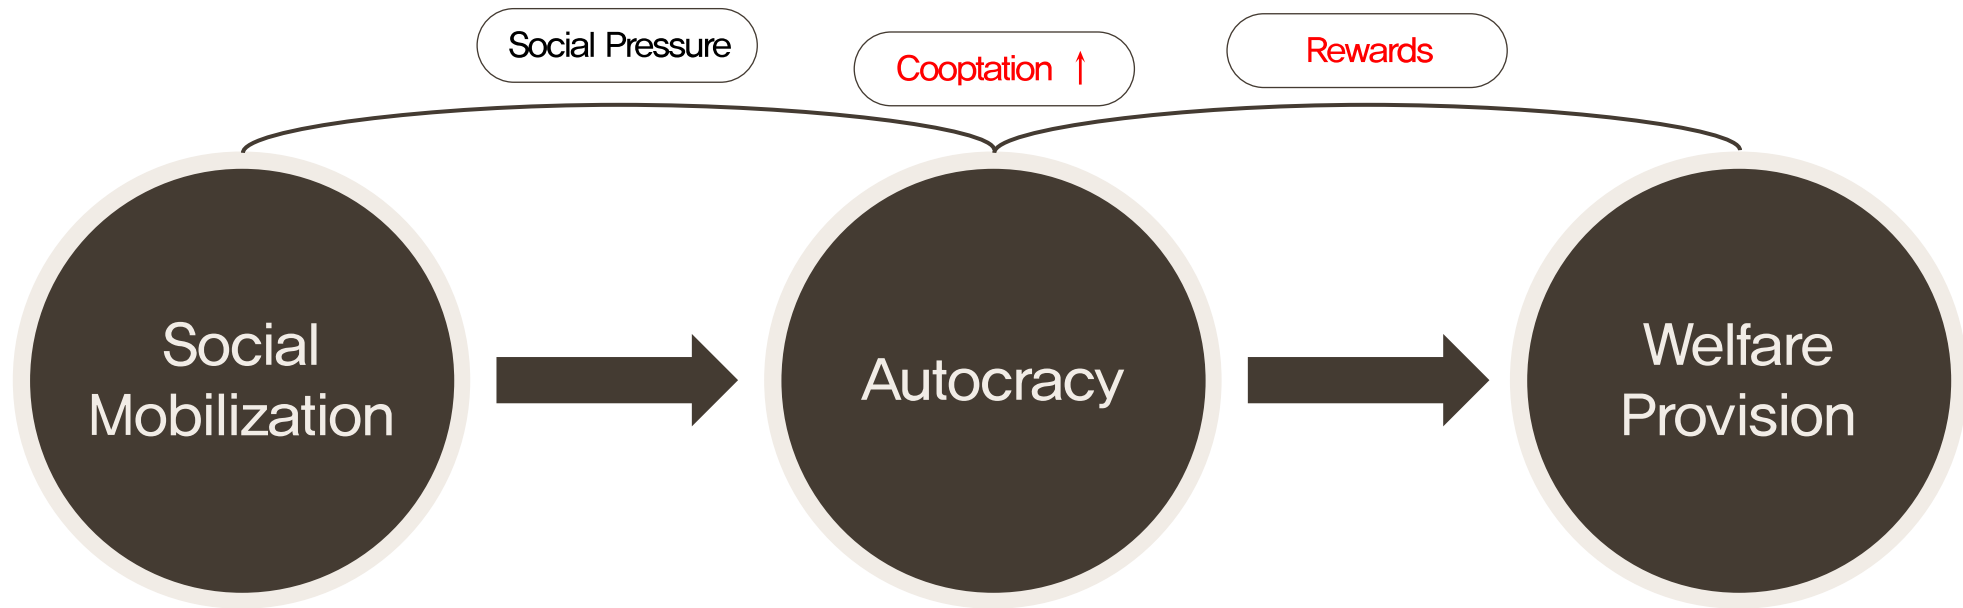 Social Pressure
Cooptation ↑
Rewards
Social
Mobilization
Autocracy
Welfare
Provision